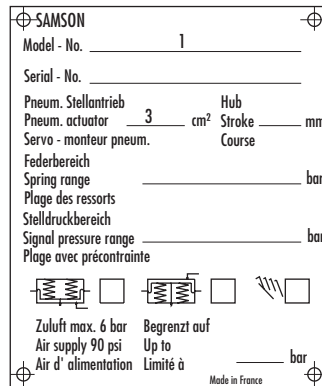 SAMSON
Model - No. 1
Serial - No.
Pneum. Stellantrieb Hub
Pneum. actuator 3 cm² Stroke mm
Servo - monteur pneum. Course
Federbereich
Spring range bar
Plage des ressorts
Stelldruckbereich
Signal pressure range bar
Plage avec précontrainte
Zuluft max. 6 bar Begrenzt auf
Air supply 90 psi Up to
Air d' alimentation Limité à bar
Made in France